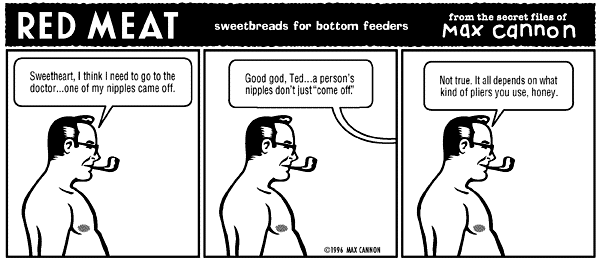 RED MEAT
sweetbreads for bottom feeders
from the secret files of
Max Cannon
Sweetheart, I think I need to go to the
doctor...one of my nipples came off.
Good god, Ted...a person's
nipples don't just "come off."
©1996 MAX CANNON
Not true. It all depends on what
kind of pliers you use, honey.